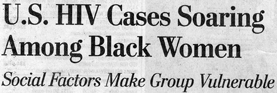 U.S. HIV Cases Soaring
Among Black Women
Social Factors Make Group Vulnerable